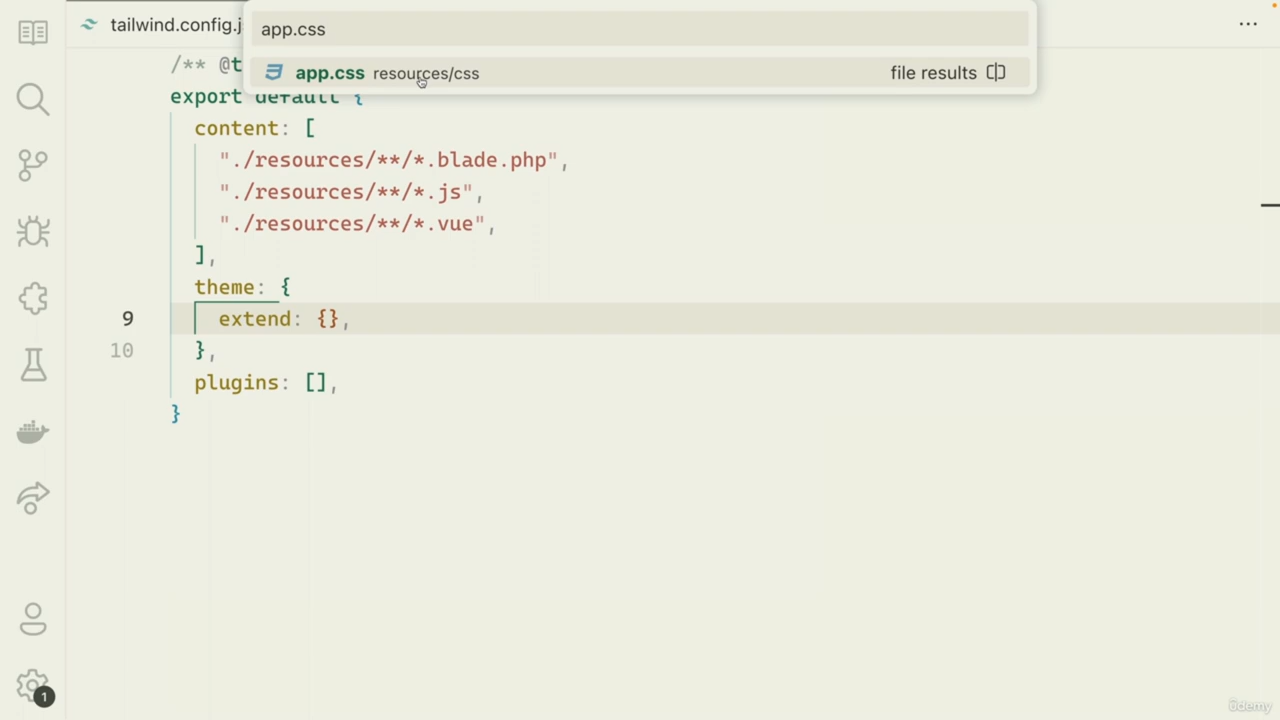 tailwind.config.j
app.css
app.css resources/css file results
/** @t
export default {
content: [
"./resources/**/*.blade.php",
"./resources/**/*.js",
"./resources/**/*.vue",
],
theme: {
9 extend: {},
10 },
plugins: [],
}
1
ûdemy